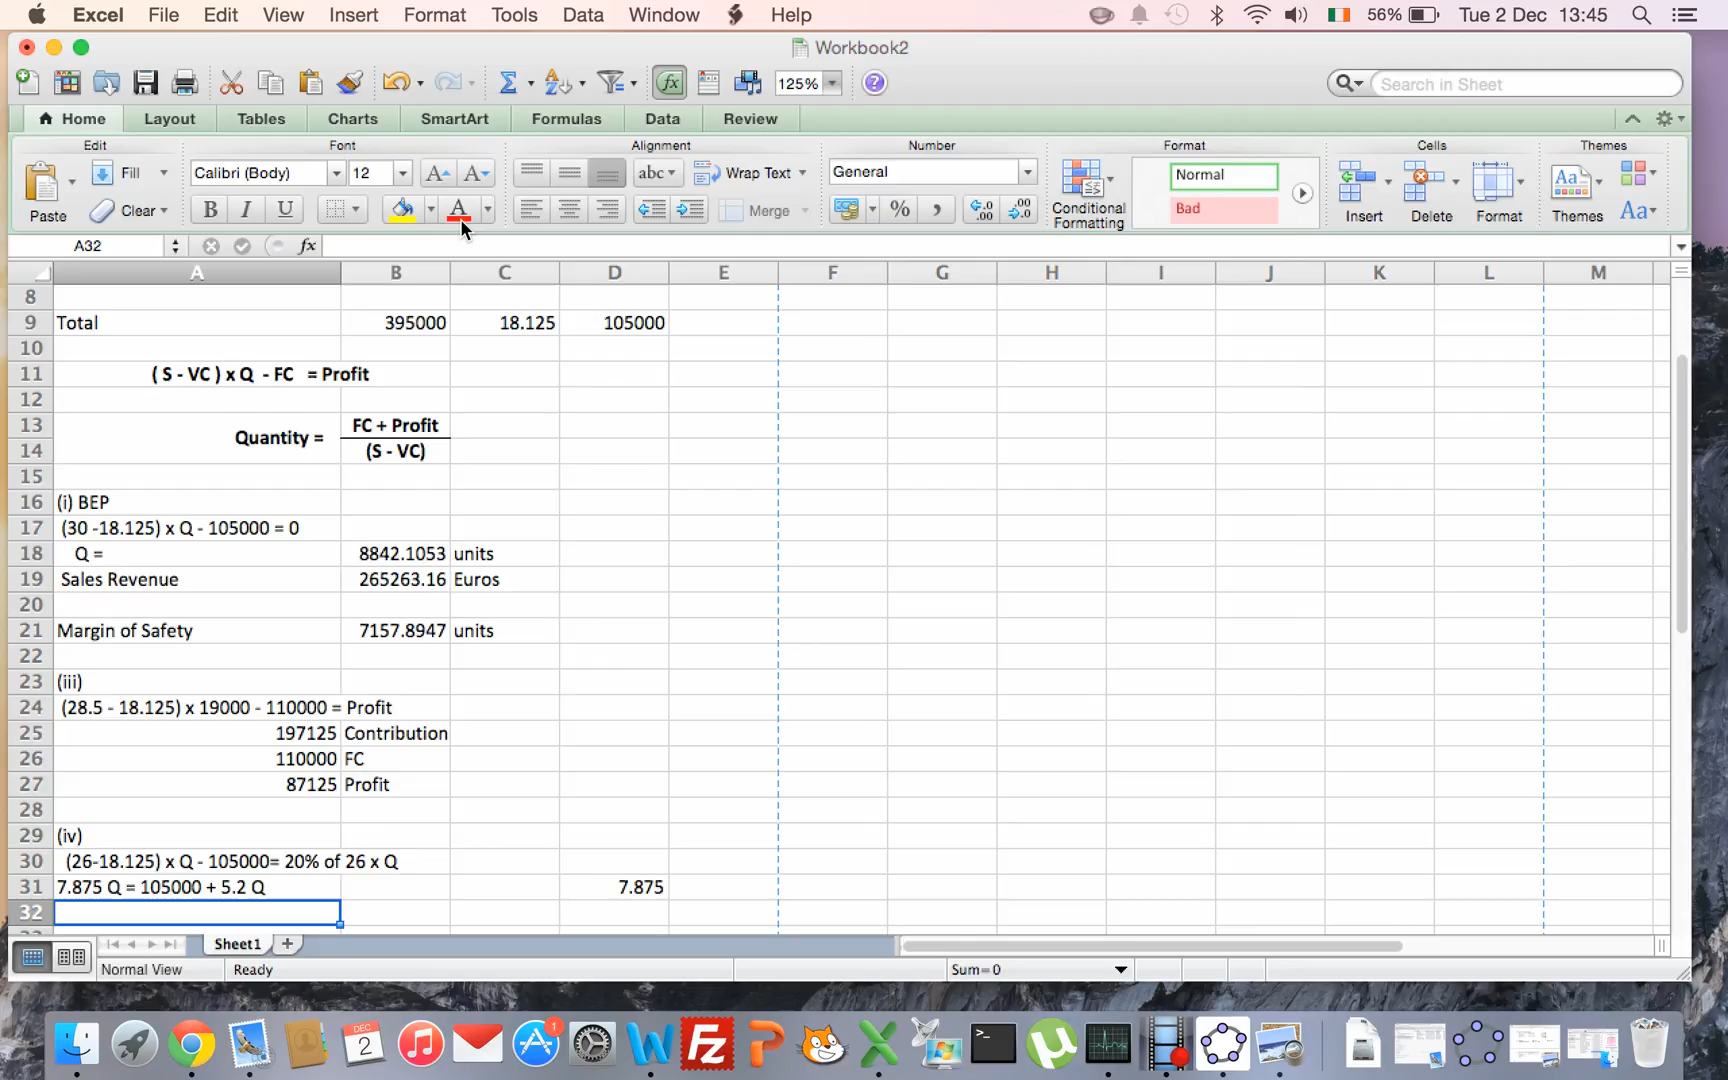 Excel File Edit View Insert Format Tools Data Window Help 56% Tue 2 Dec 13:45
Workbook2
125% Search in Sheet
Home Layout Tables Charts SmartArt Formulas Data Review
Edit Font Alignment Number Format Cells Themes
Paste Fill Calibri (Body) 12 abc Wrap Text General Conditional Formatting Normal Insert Delete Format Themes Aa
Clear B I U A Merge % Bad Aa
A32 fx
A B C D E F G H I J K L M
8
9 Total 395000 18.125 105000
10
11 ( S - VC ) x Q - FC = Profit
12
13 FC + Profit
Quantity =
14 (S - VC)
15
16 (i) BEP
17 (30 -18.125) x Q - 105000 = 0
18 Q = 8842.1053 units
19 Sales Revenue 265263.16 Euros
20
21 Margin of Safety 7157.8947 units
22
23 (iii)
24 (28.5 - 18.125) x 19000 - 110000 = Profit
25 197125 Contribution
26 110000 FC
27 87125 Profit
28
29 (iv)
30 (26-18.125) x Q - 105000= 20% of 26 x Q
31 7.875 Q = 105000 + 5.2 Q 7.875
32
Sheet1
Normal View Ready Sum=0
DEC 2 1 W Fz P X